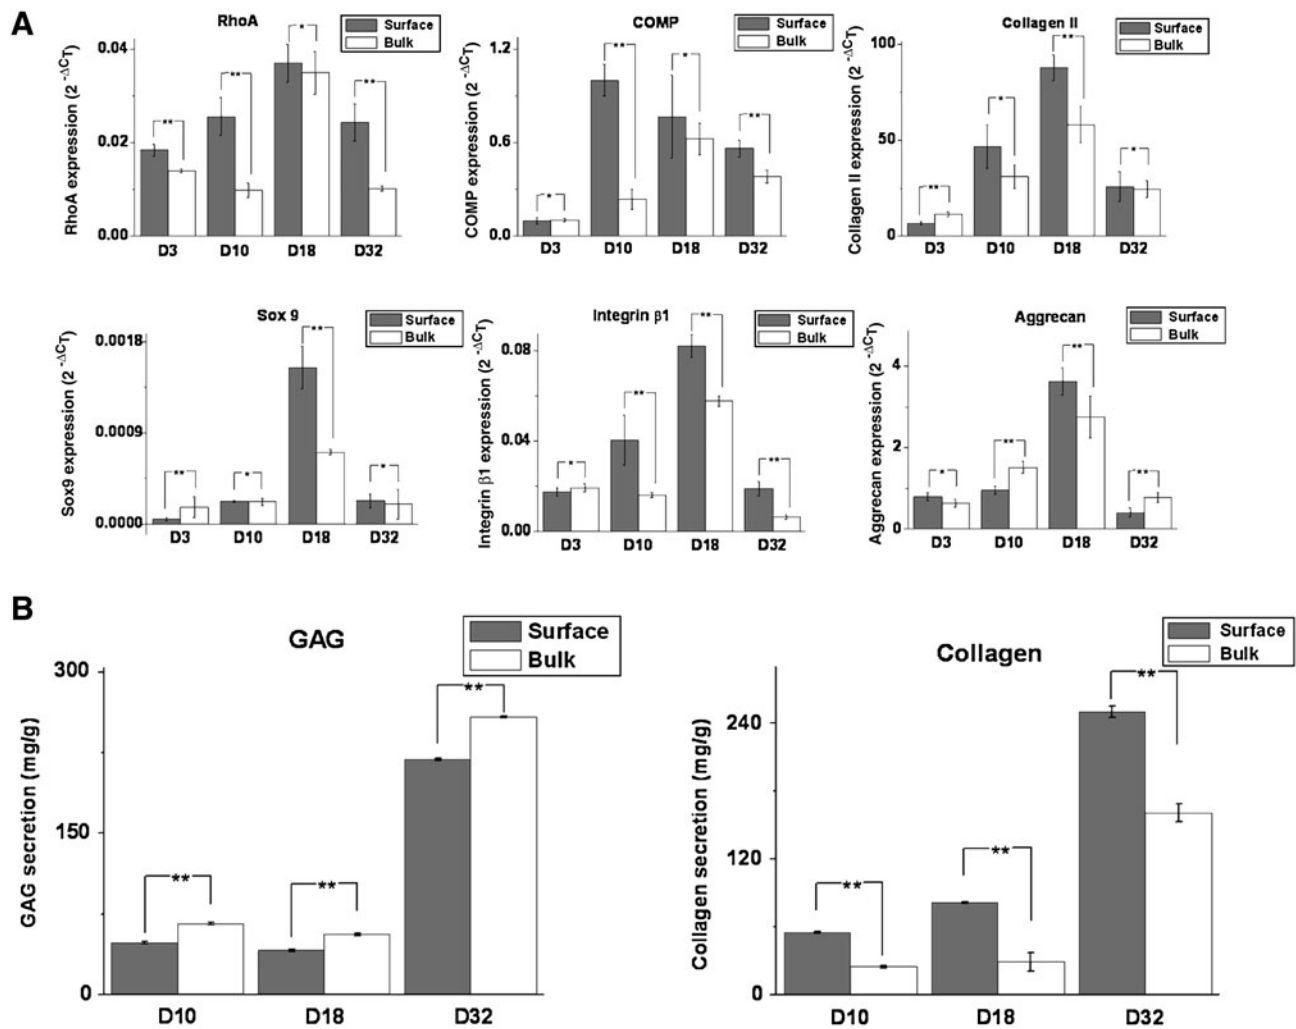 A
RhoA
Surface
Bulk
RhoA expression (2 -ΔCT)
0.04
0.02
0.00
*
**
**
**
D3 D10 D18 D32
COMP
Surface
Bulk
COMP expression (2 -ΔCT)
1.2
0.6
0.0
**
*
**
*
D3 D10 D18 D32
Collagen II
Surface
Bulk
Collagen II expression (2 -ΔCT)
100
50
0
**
*
*
**
D3 D10 D18 D32
Sox 9
Surface
Bulk
Sox9 expression (2 -ΔCT)
0.0018
0.0009
0.0000
**
** * *
D3 D10 D18 D32
Integrin β1
Surface
Bulk
Integrin β1 expression (2 -ΔCT)
0.08
0.04
0.00
**
**
* **
D3 D10 D18 D32
Aggrecan
Surface
Bulk
Aggrecan expression (2 -ΔCT)
4
2
0
**
**
* **
D3 D10 D18 D32
B
GAG
Surface
Bulk
GAG secretion (mg/g)
300
150
0
**
** **
D10 D18 D32
Collagen
Surface
Bulk
Collagen secretion (mg/g)
240
120
0
**
**
**
D10 D18 D32